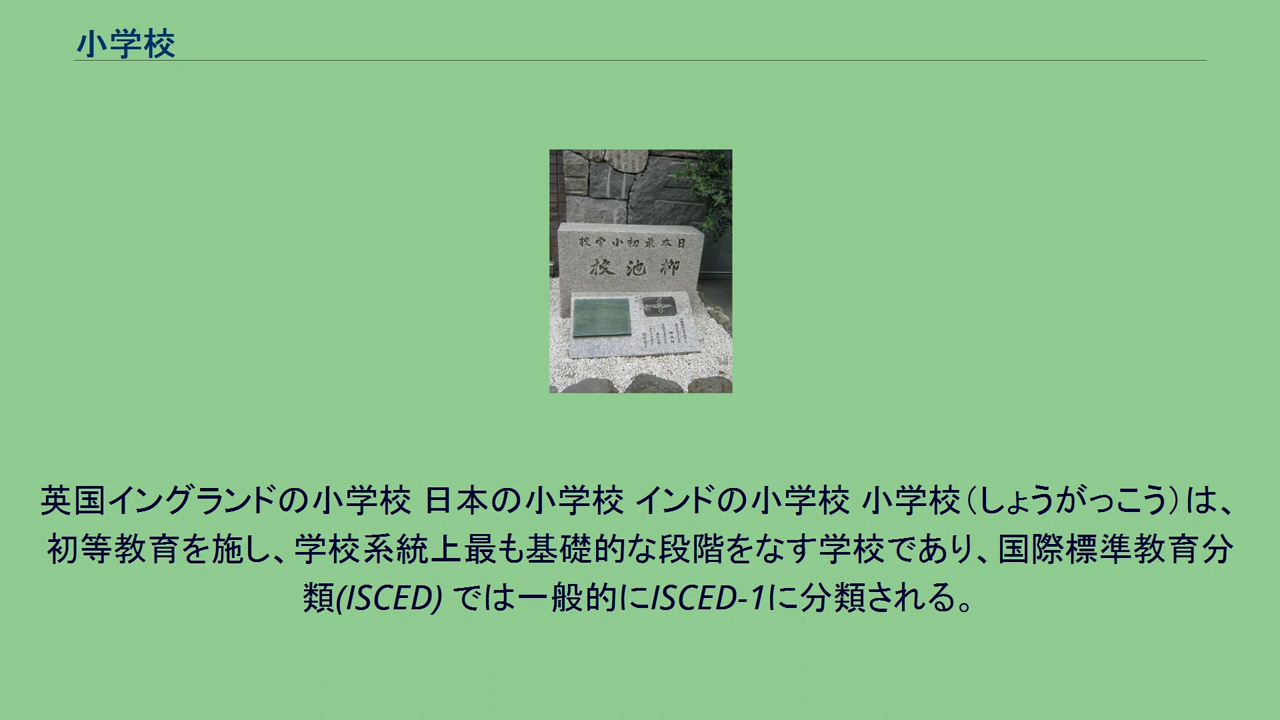 小学校
日本最初小学校
柳池校
英国イングランドの小学校 日本の小学校 インドの小学校 小学校（しょうがっこう）は、
初等教育を施し、学校系統上最も基礎的な段階をなす学校であり、国際標準教育分
類(ISCED) では一般的にISCED-1に分類される。